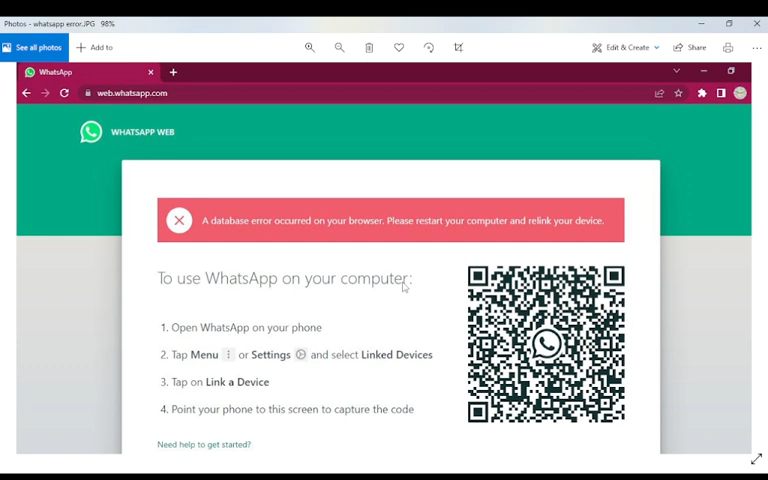 Photos - whatsapp error.JPG 98%
See all photos
Add to
Edit & Create
Share
WhatsApp
web.whatsapp.com
WHATSAPP WEB
A database error occurred on your browser. Please restart your computer and relink your device.
To use WhatsApp on your computer:
1. Open WhatsApp on your phone
2. Tap Menu or Settings and select Linked Devices
3. Tap on Link a Device
4. Point your phone to this screen to capture the code
Need help to get started?